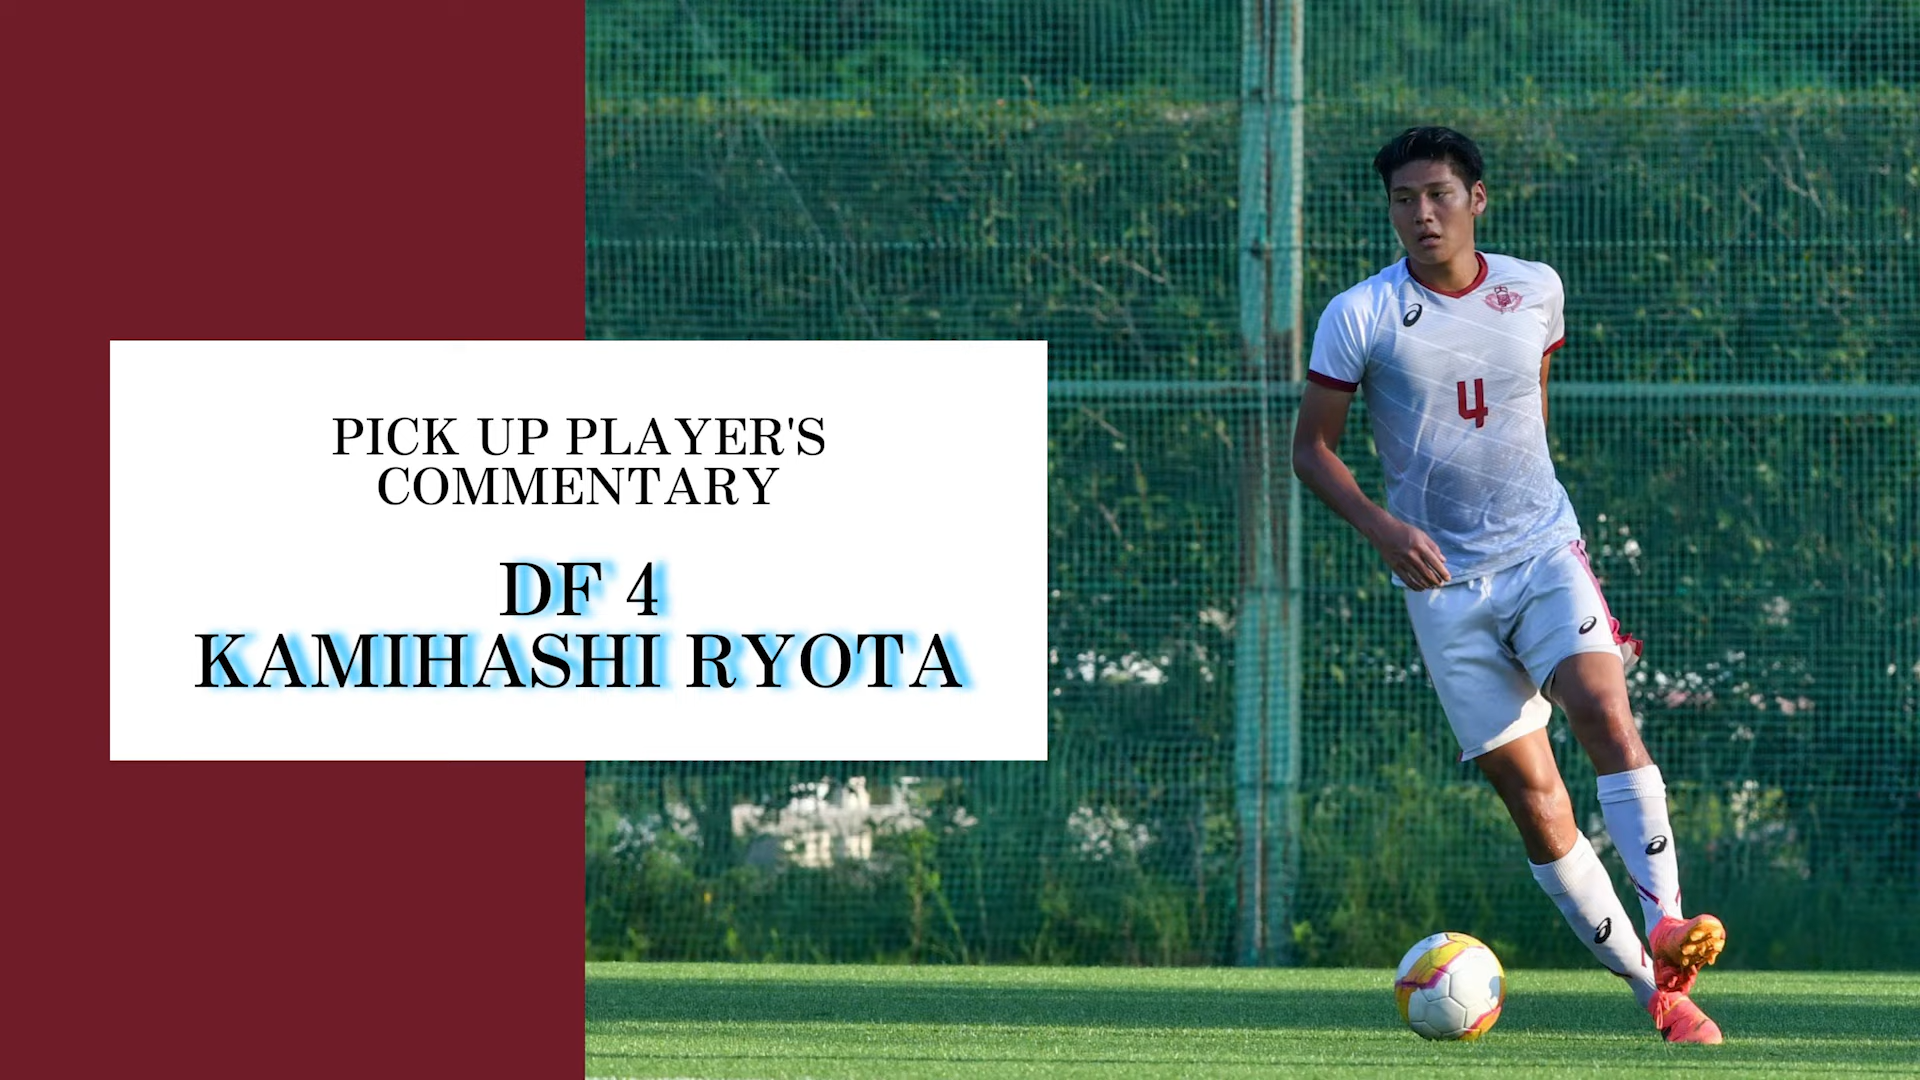 PICK UP PLAYER'S
COMMENTARY
DF 4
KAMIHASHI RYOTA
4